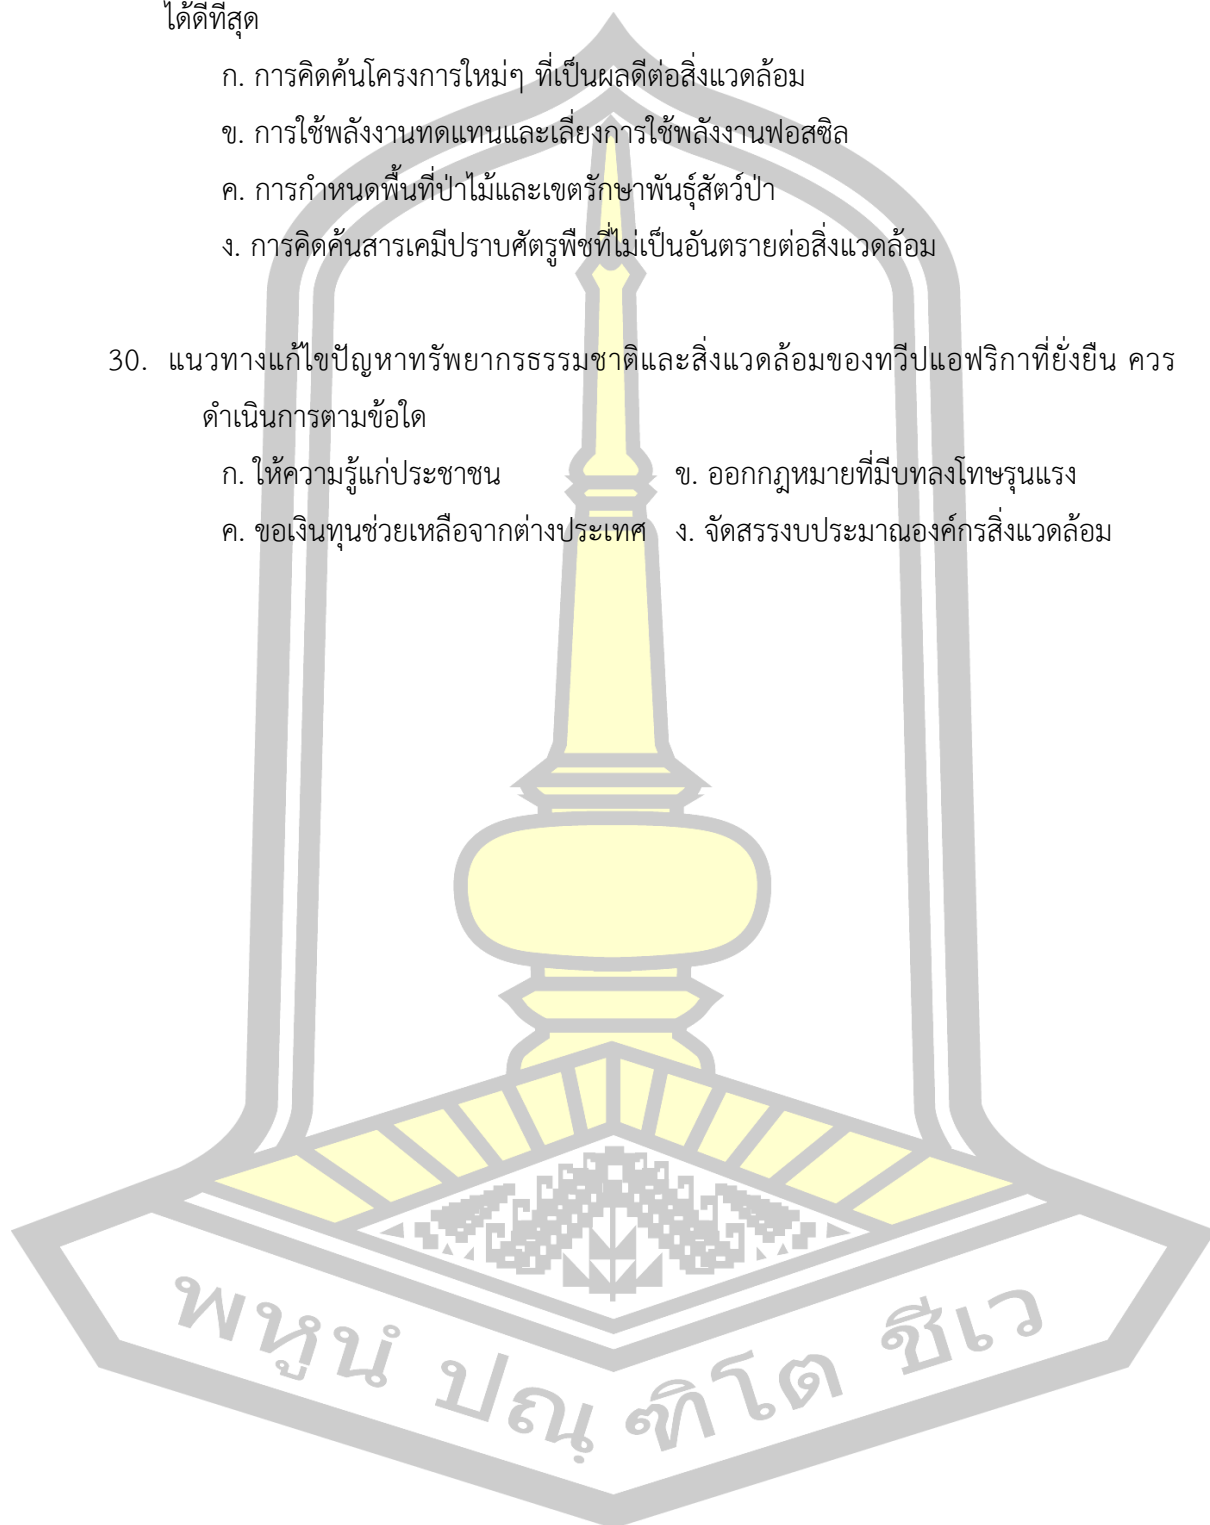 ได้ดีที่สุด
ก. การคิดค้นโครงการใหม่ๆ ที่เป็นผลดีต่อสิ่งแวดล้อม
ข. การใช้พลังงานทดแทนและเลี่ยงการใช้พลังงานฟอสซิล
ค. การกำหนดพื้นที่ป่าไม้และเขตรักษาพันธุ์สัตว์ป่า
ง. การคิดค้นสารเคมีปราบศัตรูพืชที่ไม่เป็นอันตรายต่อสิ่งแวดล้อม
30. แนวทางแก้ไขปัญหาทรัพยากรธรรมชาติและสิ่งแวดล้อมของทวีปแอฟริกาที่ยั่งยืน ควร
ดำเนินการตามข้อใด
ก. ให้ความรู้แก่ประชาชน ข. ออกกฎหมายที่มีบทลงโทษรุนแรง
ค. ขอเงินทุนช่วยเหลือจากต่างประเทศ ง. จัดสรรงบประมาณองค์กรสิ่งแวดล้อม
พหูนํ ปณฺฑิโต ชีเว